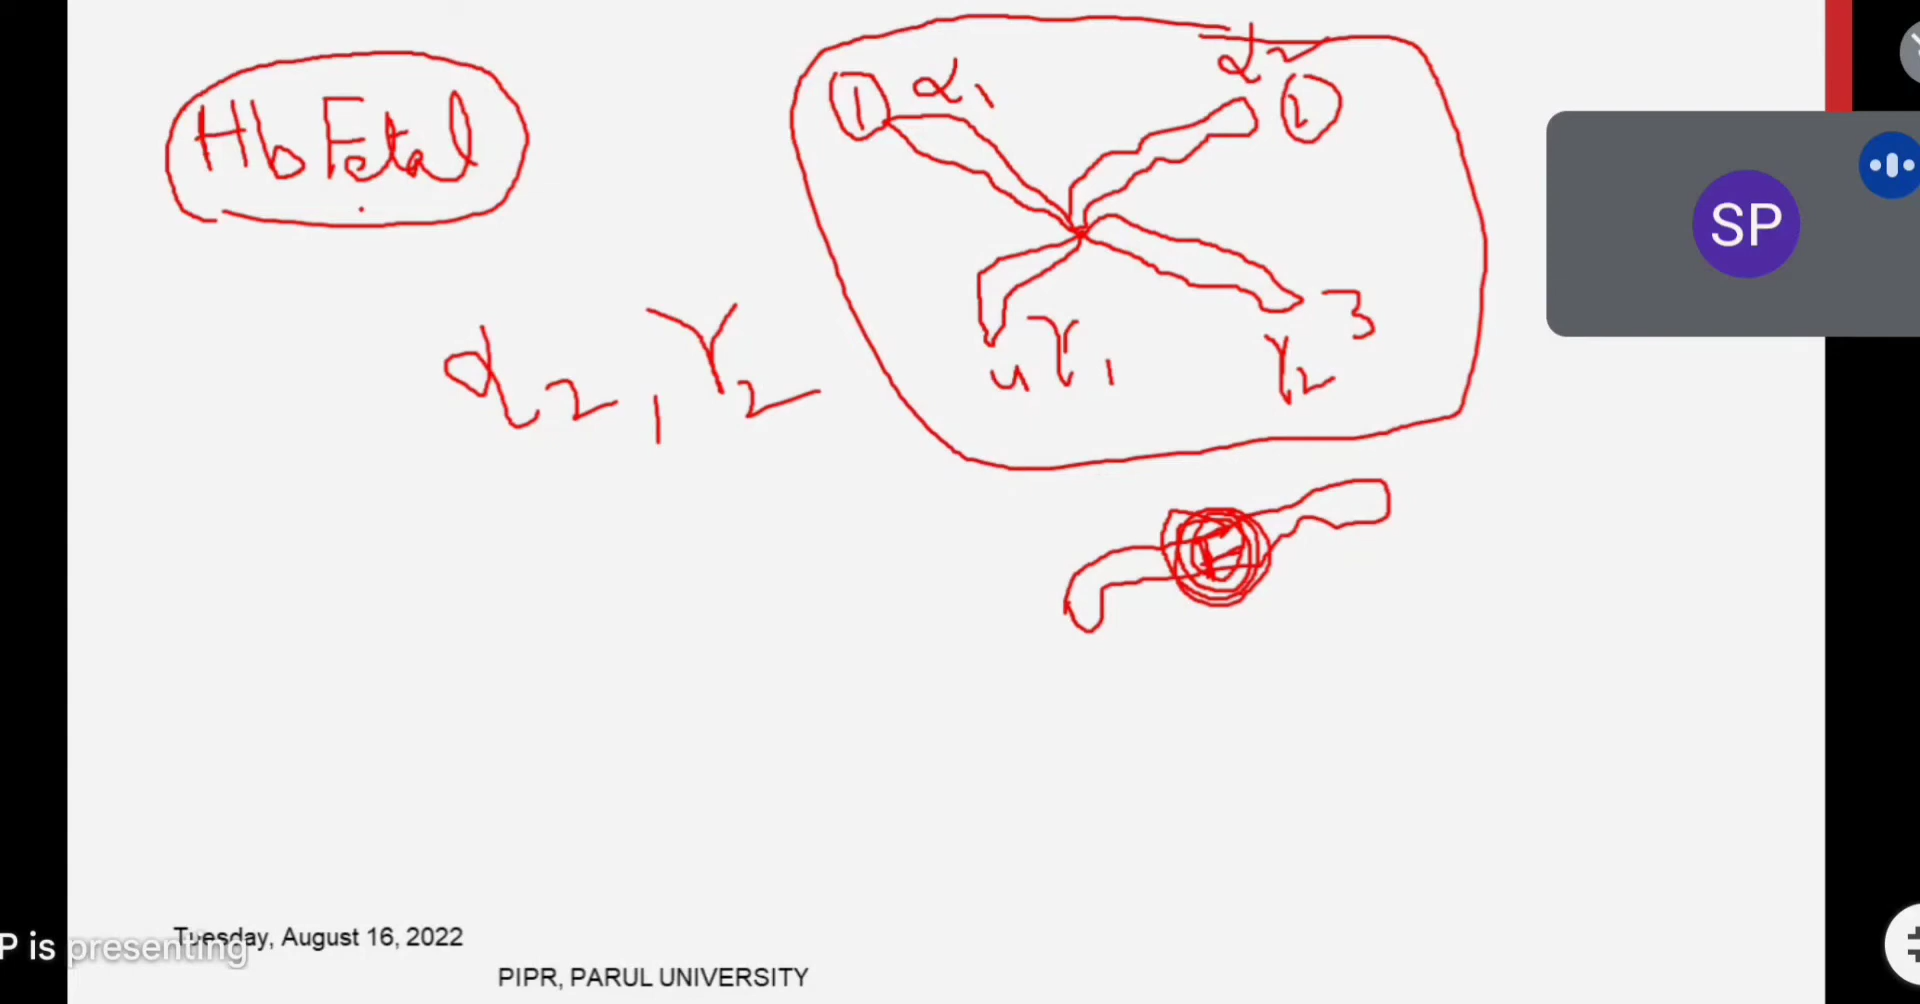 Hb Fetal
1 α1 α2 2
α2, γ2
4 γ1 γ2 3
SP
Tuesday, August 16, 2022
P is presenting
PIPR, PARUL UNIVERSITY